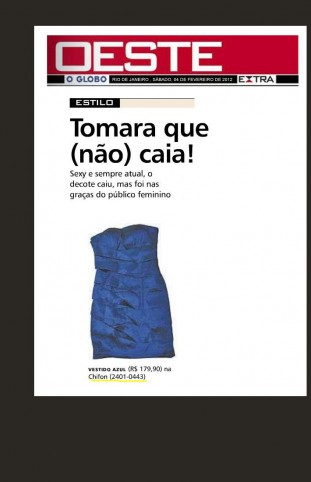 OESTE
O GLOBO RIO DE JANEIRO, SÁBADO, 04 DE FEVEREIRO DE 2012 EXTRA
ESTILO
Tomara que
(não) caia!
Sexy e sempre atual, o
decote caiu, mas foi nas
graças do público feminino
VESTIDO AZUL (R$ 179,90) na
Chifon (2401-0443)